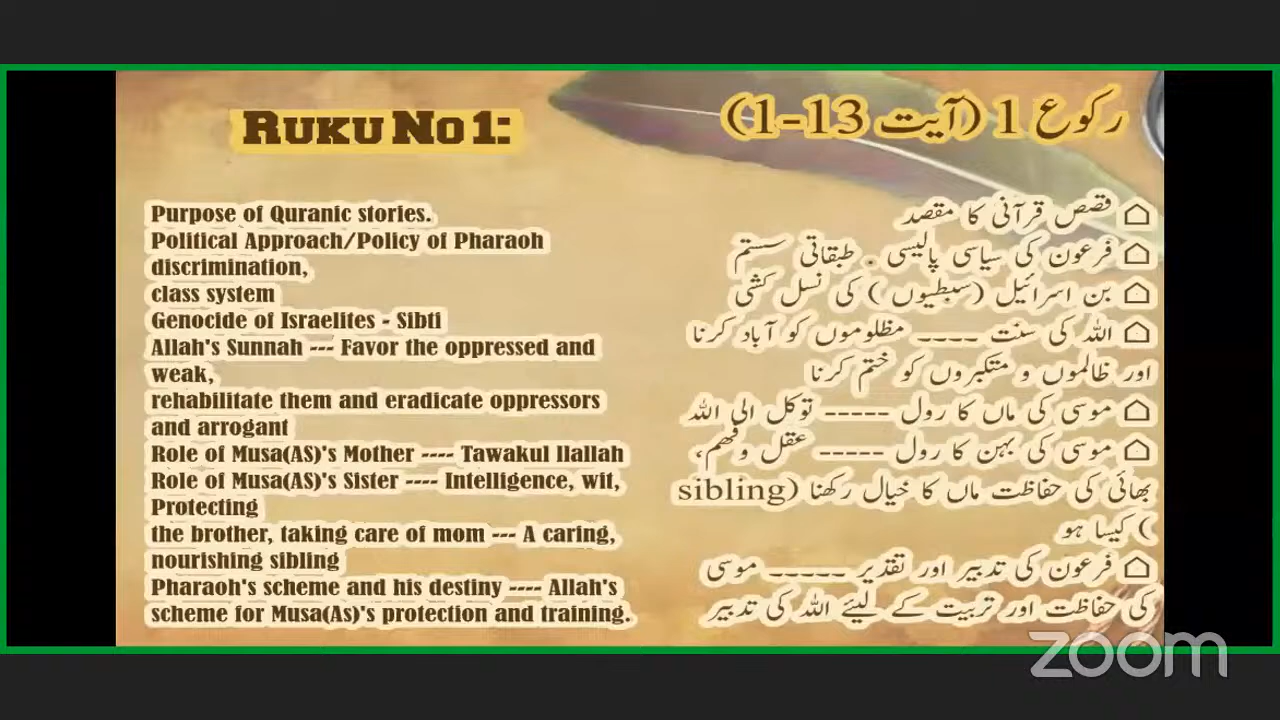 RUKU NO 1:
Purpose of Quranic stories.
Political Approach/Policy of Pharaoh
discrimination,
class system
Genocide of Israelites - Sibti
Allah's Sunnah --- Favor the oppressed and
weak,
rehabilitate them and eradicate oppressors
and arrogant
Role of Musa(AS)'s Mother ---- Tawakul Ilallah
Role of Musa(AS)'s Sister ---- Intelligence, wit,
Protecting
the brother, taking care of mom --- A caring,
nourishing sibling
Pharaoh's scheme and his destiny ---- Allah's
scheme for Musa(As)'s protection and training.
رکوع 1 (آیت 13-1)
قصص قرآنی کا مقصد
فرعون کی سیاسی پالیسی . طبقاتی سسٹم
بن اسرائیل (سبطیوں ) کی نسل کشی
اللہ کی سنت ---- مظلوموں کو آباد کرنا
اور ظالموں و متکبروں کو ختم کرنا
موسی کی ماں کا رول ----- توکل الی اللہ
موسی کی بہن کا رول ----- عقل وفھم،
بھائی کی حفاظت ماں کا خیال رکھنا (sibling
) کیسا ہو
فرعون کی تدبیر اور تقدیر ----- موسی
کی حفاظت اور تربیت کے لیئے اللہ کی تدبیر
zoom